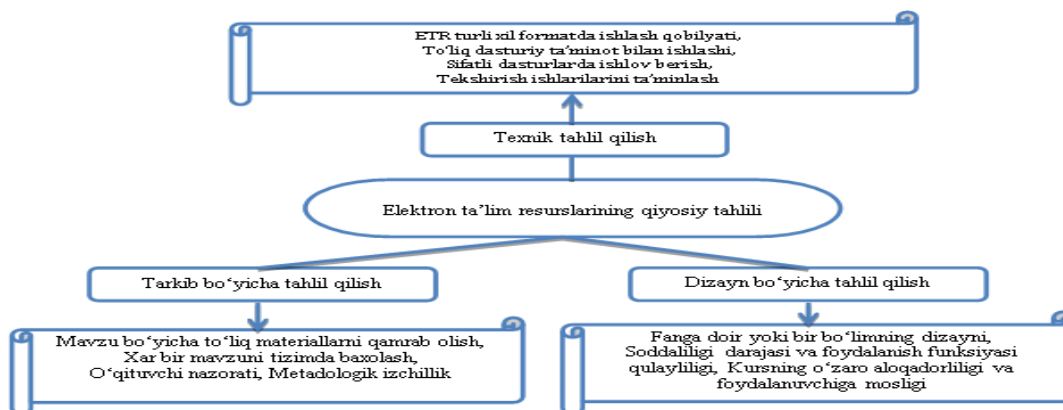 ETR turli xil formatda ishlash qobilyati,
To‘liq dasturiy ta’minot bilan ishlashi,
Sifatli dasturlarda ishlov berish,
Tekshirish ishlarilarini ta’minlash
Texnik tahlil qilish
Elektron ta’lim resurslarining qiyosiy tahlili
Tarkib bo‘yicha tahlil qilish
Dizayn bo‘yicha tahlil qilish
Mavzu bo‘yicha to‘liq materiallarni qamrab olish,
Xar bir mavzuni tizimda baxolash,
O‘qituvchi nazorati, Metadologik izchillik
Fanga doir yoki bir bo‘limning dizayni,
Soddaliligi darajasi va foydalanish funksiyasi
qulayliligi, Kursning o‘zaro aloqadorliligi va
foydalanuvchiga mosligi